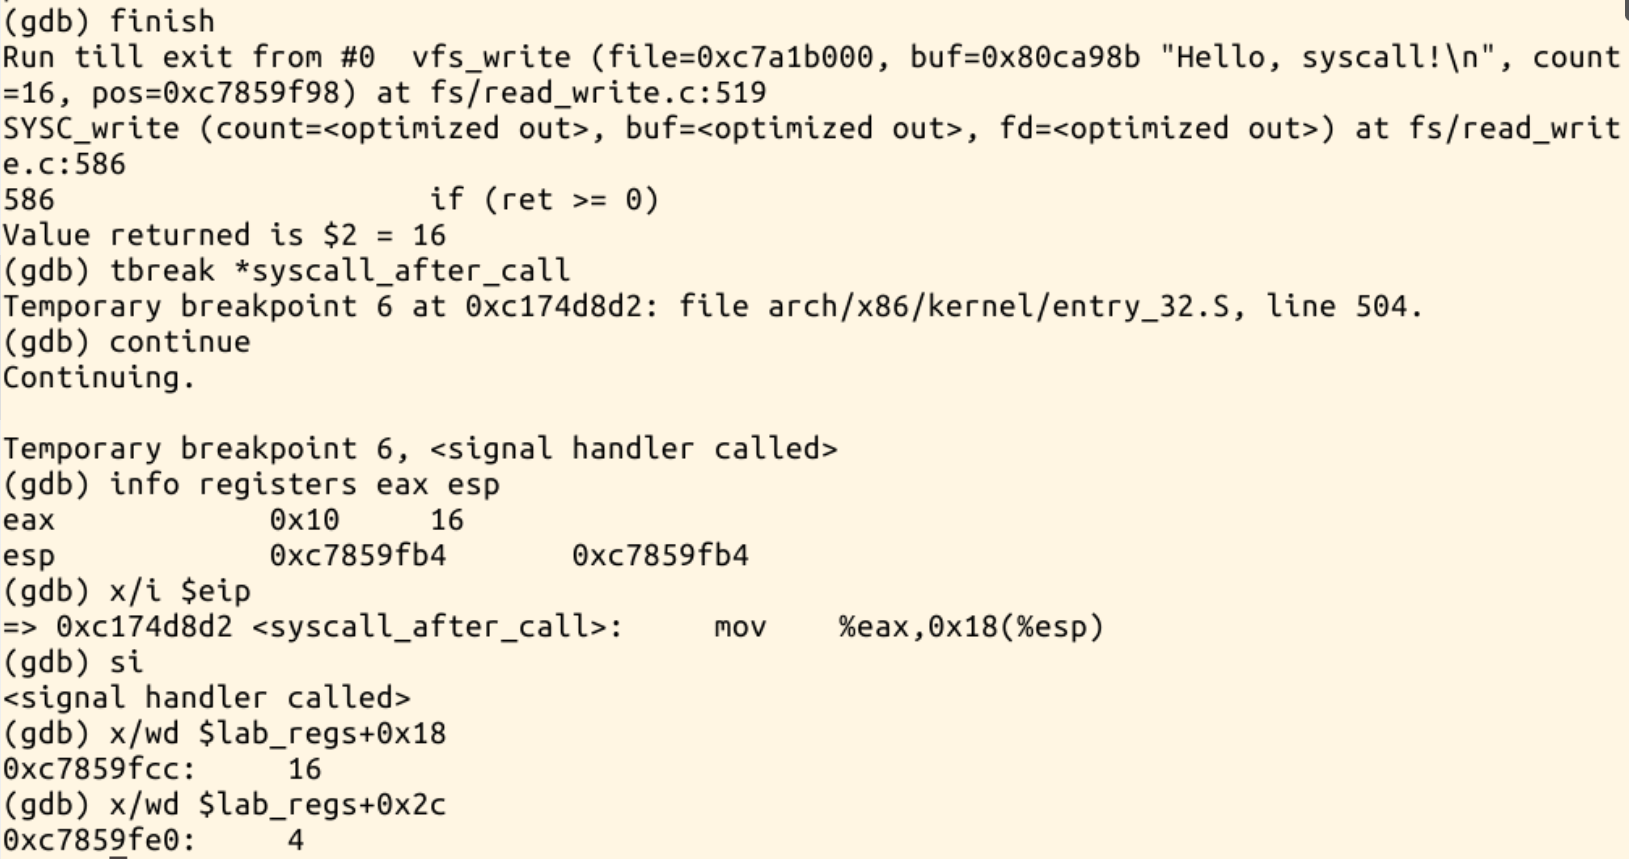 (gdb) finish
Run till exit from #0  vfs_write (file=0xc7a1b000, buf=0x80ca98b "Hello, syscall!\n", count
=16, pos=0xc7859f98) at fs/read_write.c:519
SYSC_write (count=<optimized out>, buf=<optimized out>, fd=<optimized out>) at fs/read_writ
e.c:586
586                     if (ret >= 0)
Value returned is $2 = 16
(gdb) tbreak *syscall_after_call
Temporary breakpoint 6 at 0xc174d8d2: file arch/x86/kernel/entry_32.S, line 504.
(gdb) continue
Continuing.

Temporary breakpoint 6, <signal handler called>
(gdb) info registers eax esp
eax            0x10     16
esp            0xc7859fb4       0xc7859fb4
(gdb) x/i $eip
=> 0xc174d8d2 <syscall_after_call>:     mov    %eax,0x18(%esp)
(gdb) si
<signal handler called>
(gdb) x/wd $lab_regs+0x18
0xc7859fcc:     16
(gdb) x/wd $lab_regs+0x2c
0xc7859fe0:     4